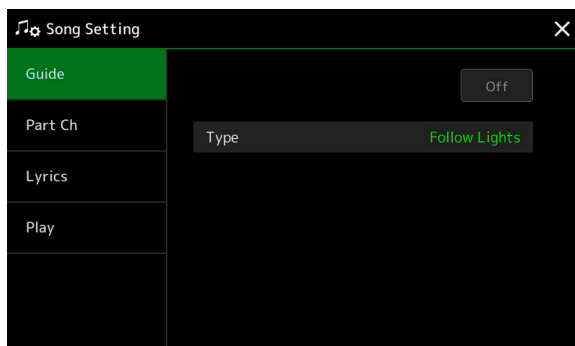 Song Setting
Guide
Off
Part Ch
Type Follow Lights
Lyrics
Play